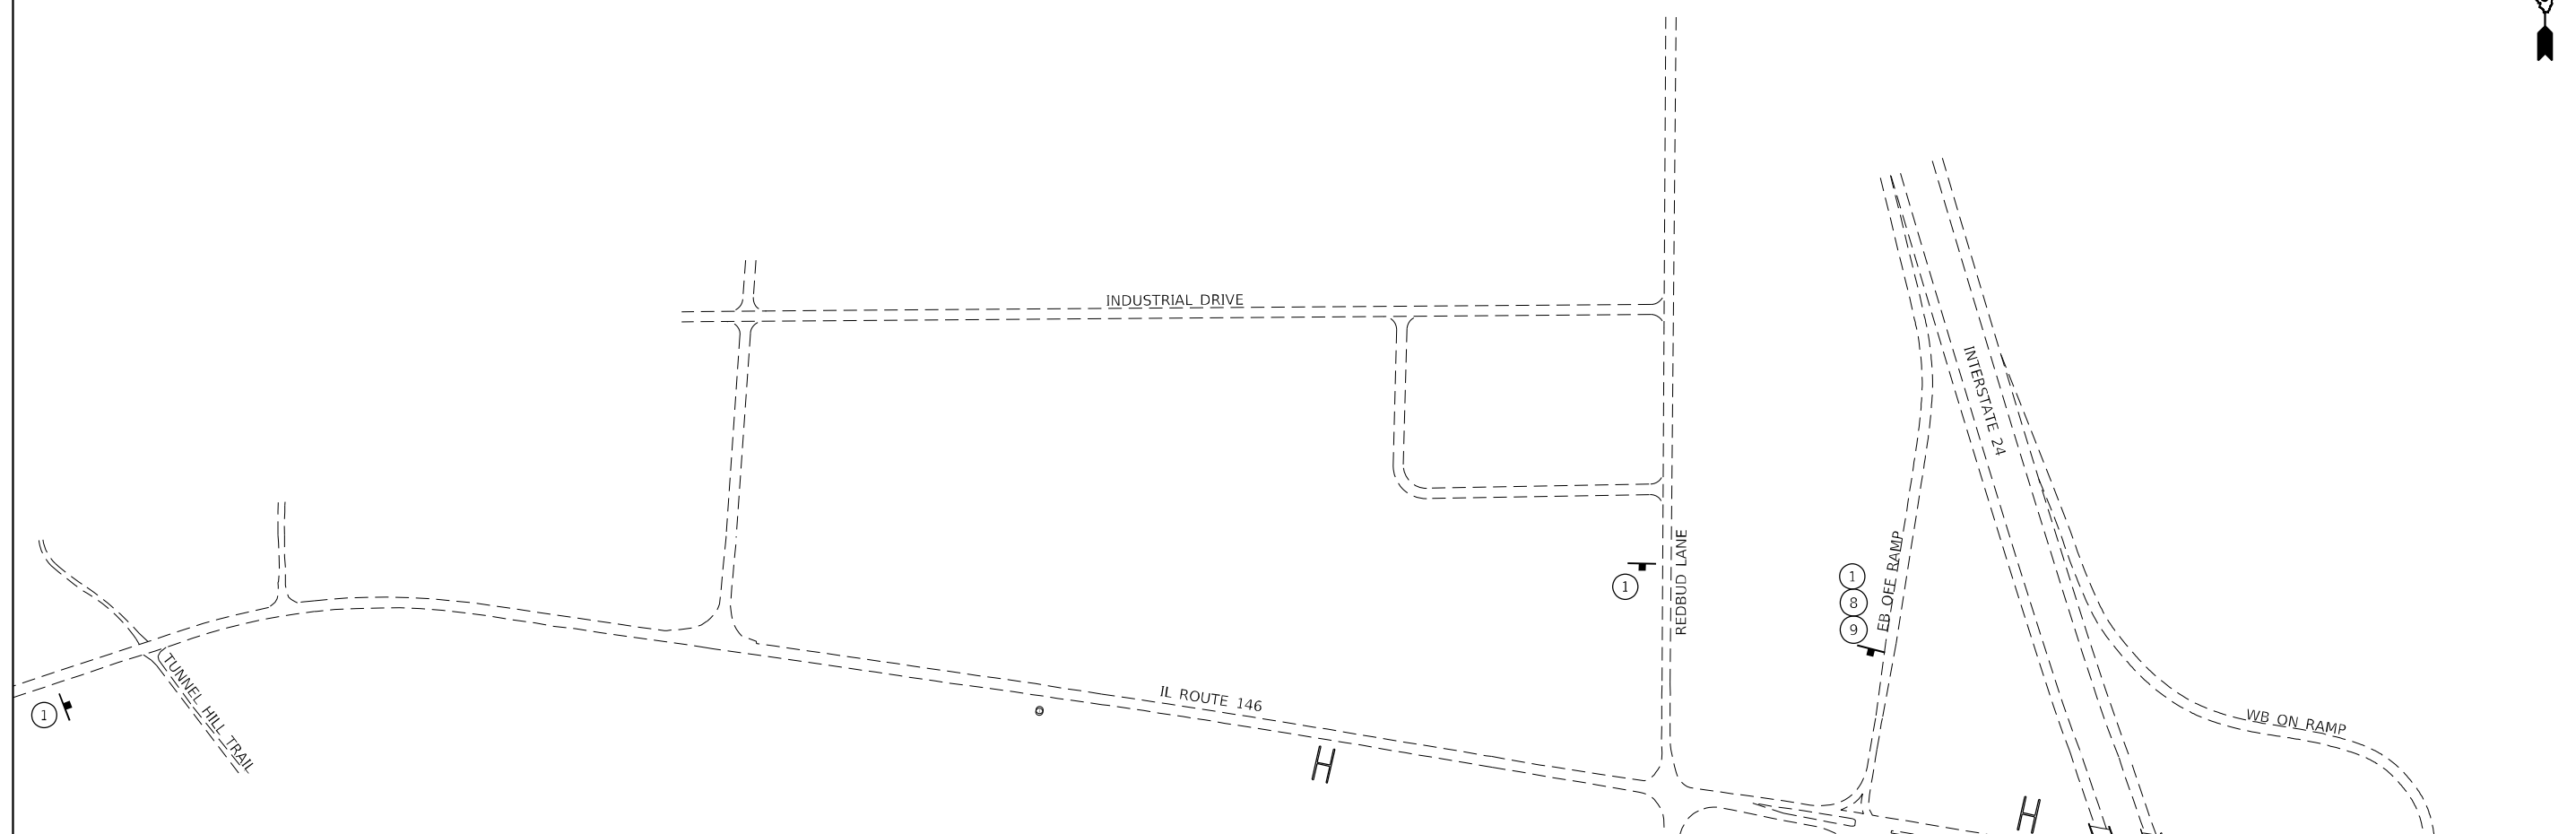 INDUSTRIAL DRIVE
INTERSTATE 24
REDBUD LANE
EB OFF RAMP
1
1
8
9
TUNNEL HILL TRAIL
1
IL ROUTE 146
WB ON RAMP